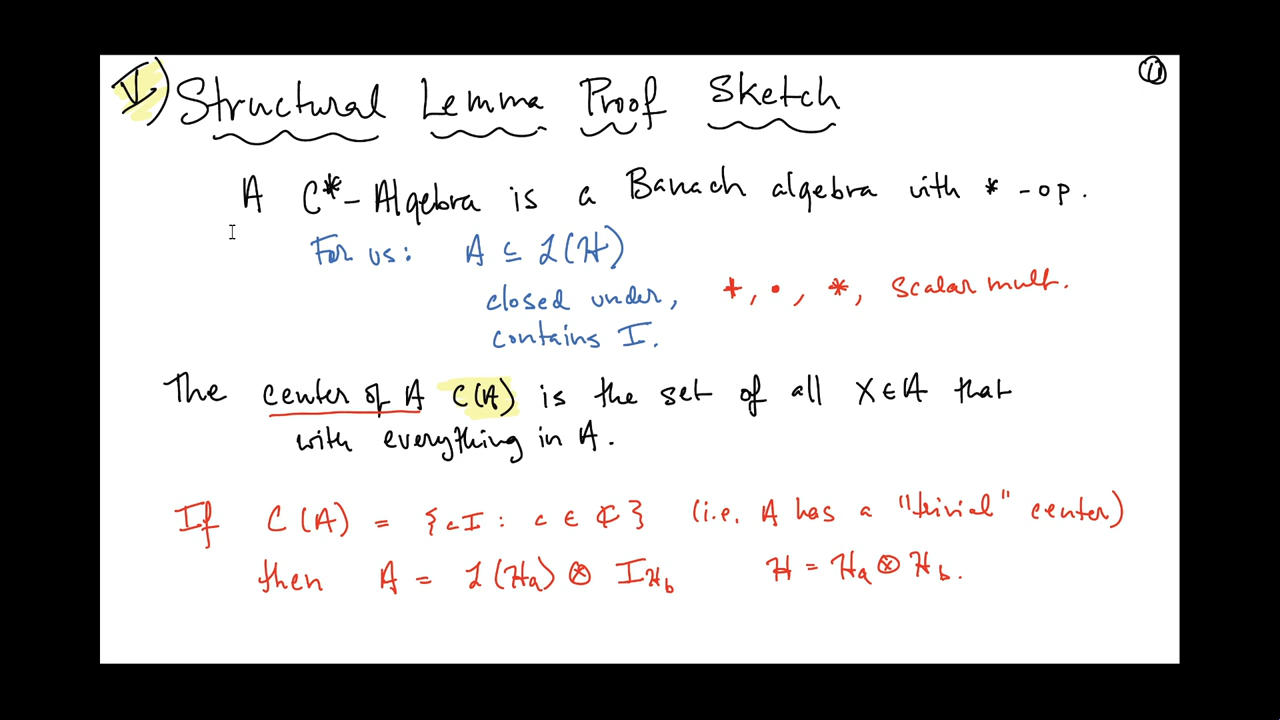 V) Structural Lemma Proof Sketch
11
A C*-Algebra is a Banach algebra with * -op.
For us: A ⊆ L(H)
closed under, +, •, *, scalar mult.
contains I.
The center of A C(A) is the set of all X ∈ A that
with everything in A.
If C(A) = {cI : c ∈ ℂ} (i.e. A has a "trivial" center)
then A = L(Ha) ⊗ I_Hb H = Ha ⊗ Hb.